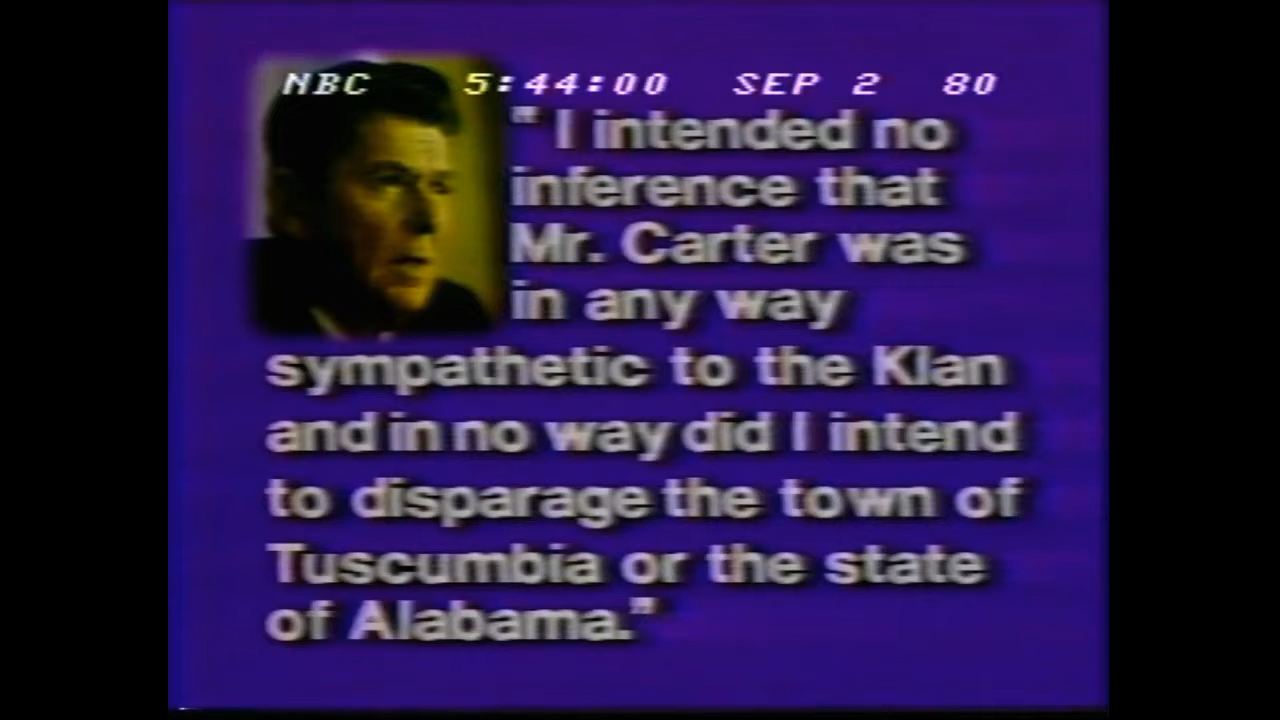 NBC 5:44:00 SEP 2 80
" I intended no
inference that
Mr. Carter was
in any way
sympathetic to the Klan
and in no way did I intend
to disparage the town of
Tuscumbia or the state
of Alabama."